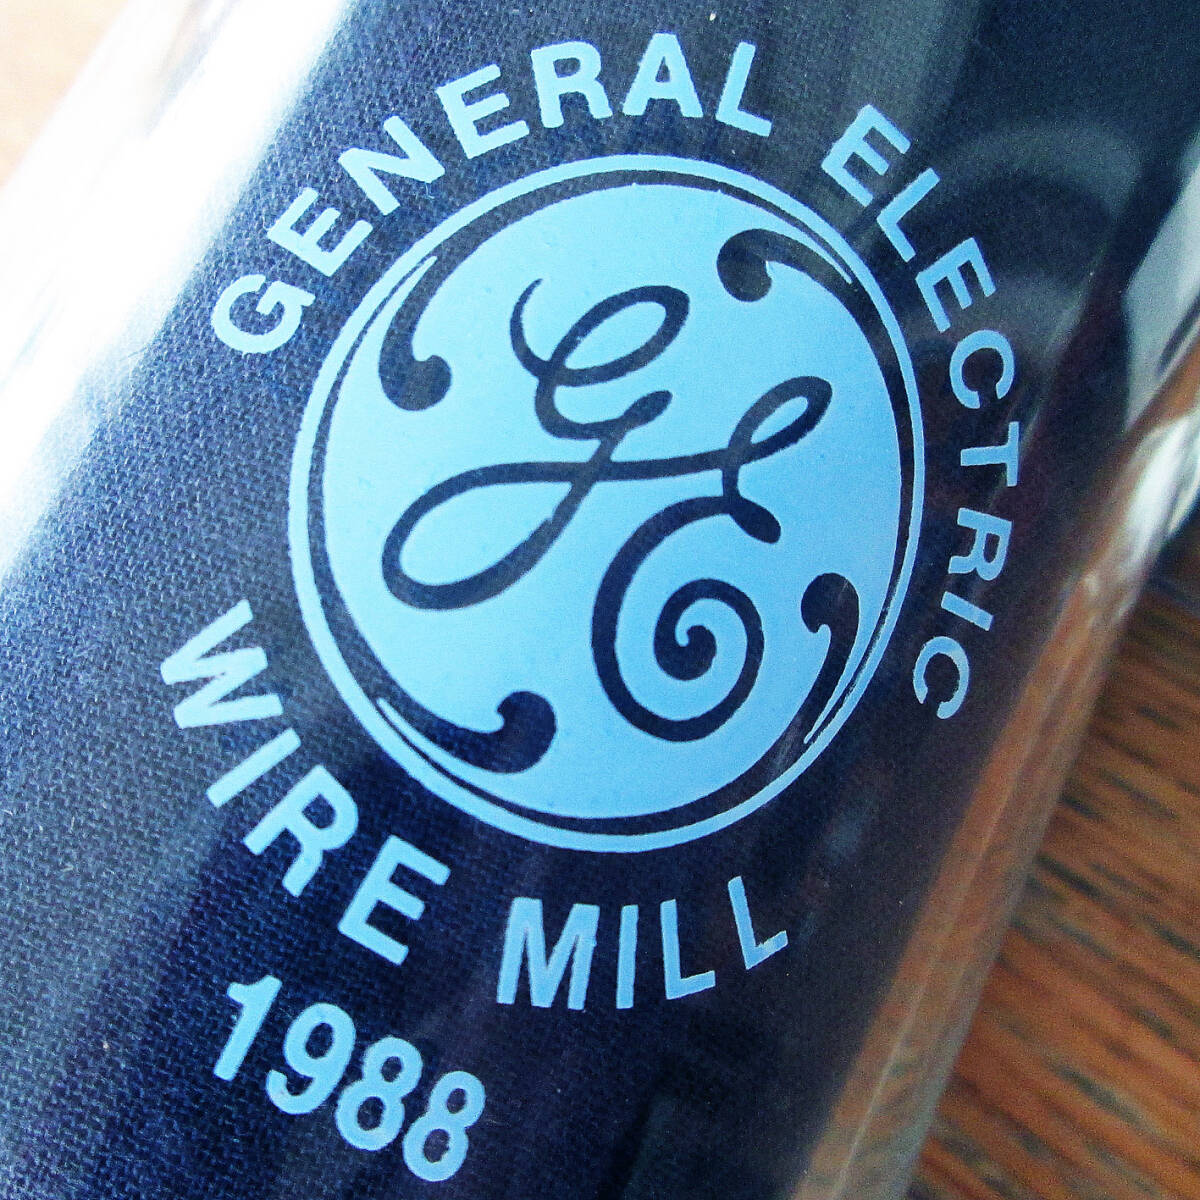 GENERAL ELECTRIC
GE
WIRE MILL
1988